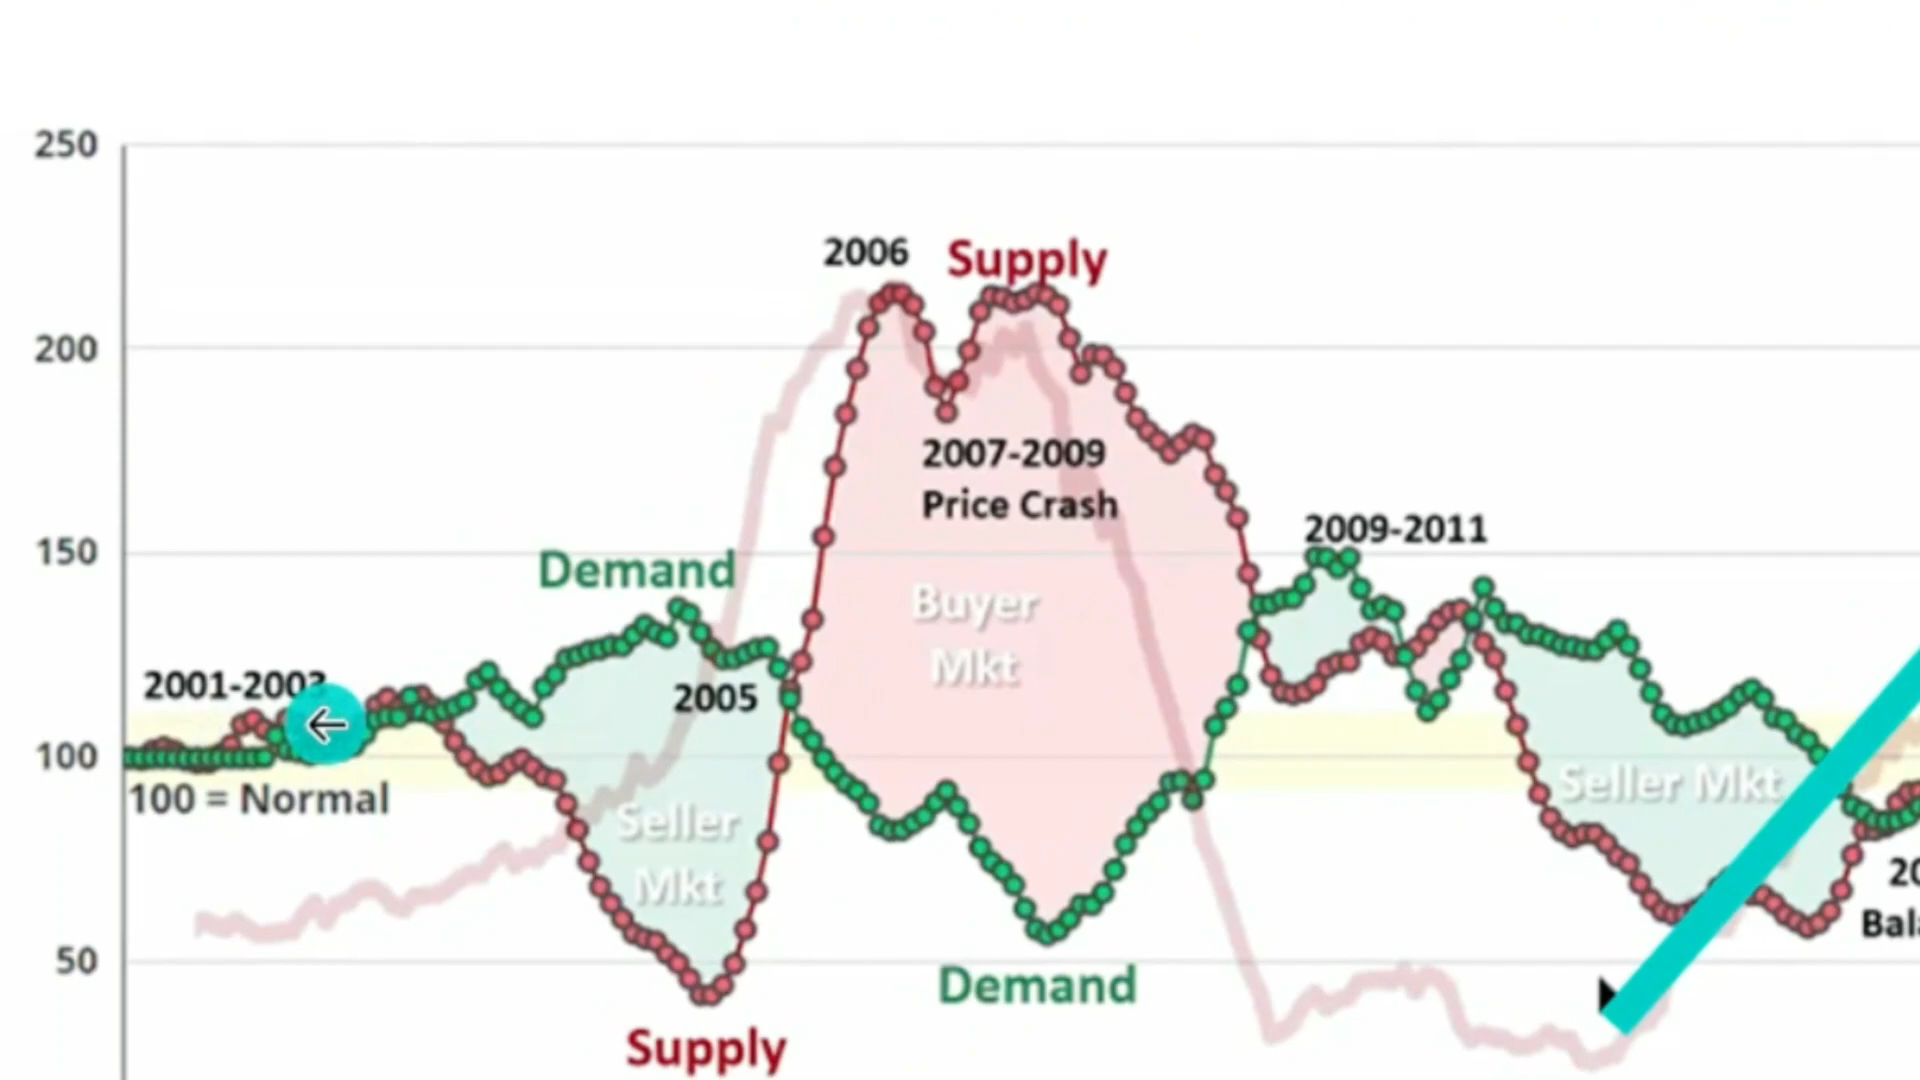 250
2006
Supply
200
2007-2009
Price Crash
2009-2011
150
Demand
Buyer
Mkt
2001-2003
2005
100
Seller Mkt
100 = Normal
Seller
Mkt
50
Demand
Supply